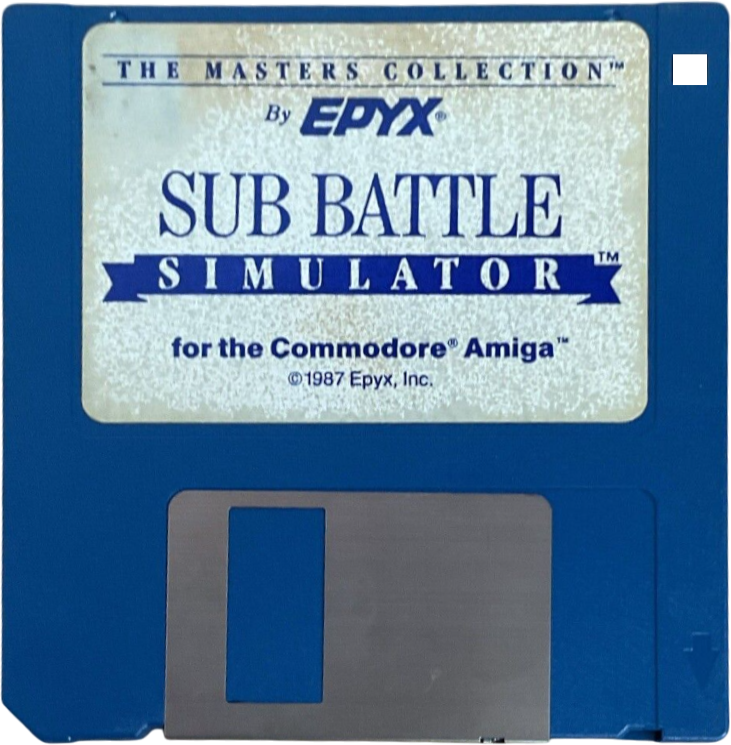 THE MASTERS COLLECTION™
By EPYX®
SUB BATTLE
SIMULATOR™
for the Commodore® Amiga™
©1987 Epyx, Inc.